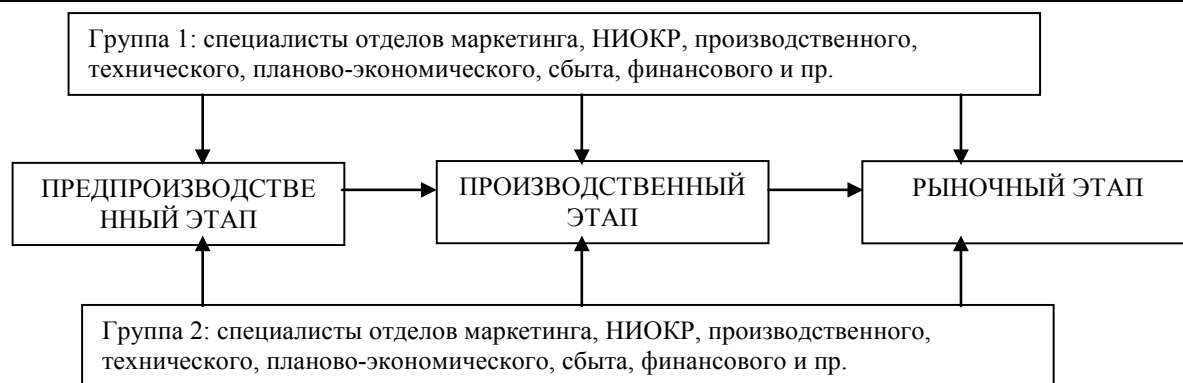 Группа 1: специалисты отделов маркетинга, НИОКР, производственного,
технического, планово-экономического, сбыта, финансового и пр.
ПРЕДПРОИЗВОДСТВЕ
ННЫЙ ЭТАП
ПРОИЗВОДСТВЕННЫЙ
ЭТАП
РЫНОЧНЫЙ ЭТАП
Группа 2: специалисты отделов маркетинга, НИОКР, производственного,
технического, планово-экономического, сбыта, финансового и пр.